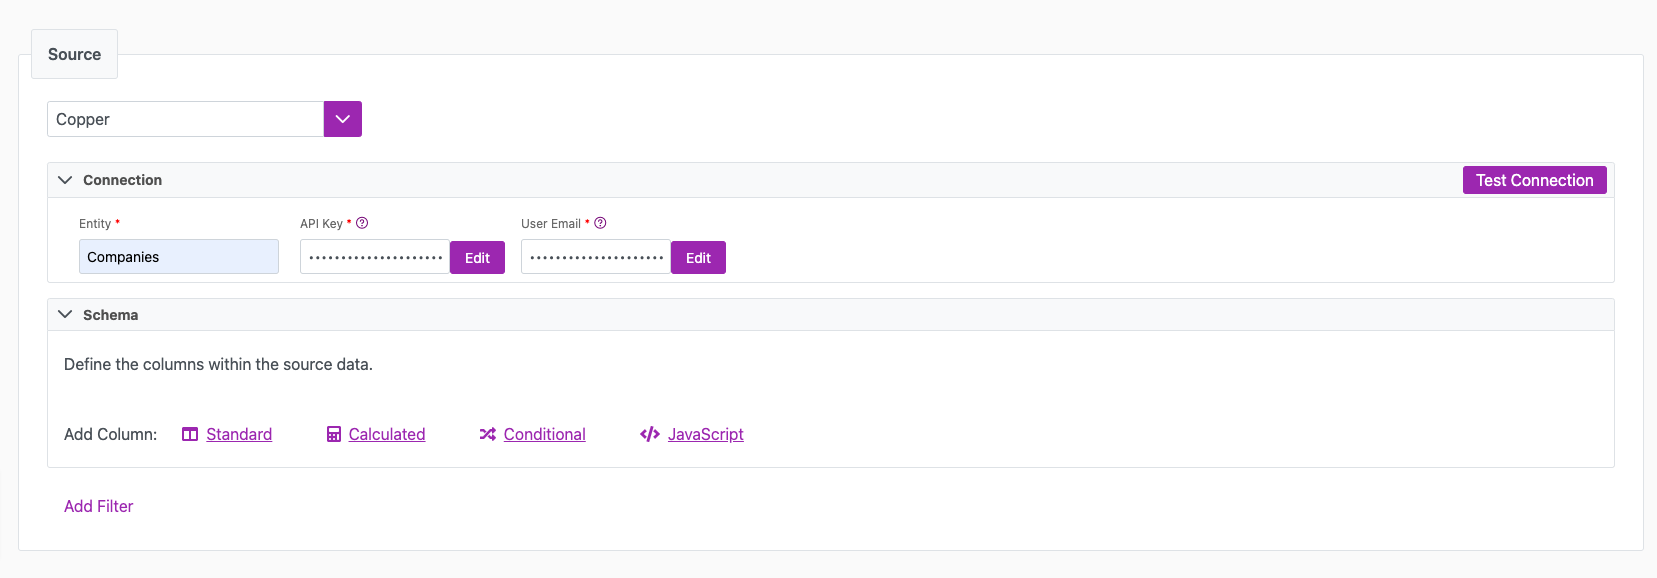 Source
Copper
Connection
Test Connection
Entity * API Key * User Email *
Companies •••••••••••••••••••• Edit •••••••••••••••••••• Edit
Schema
Define the columns within the source data.
Add Column: Standard Calculated Conditional JavaScript
Add Filter